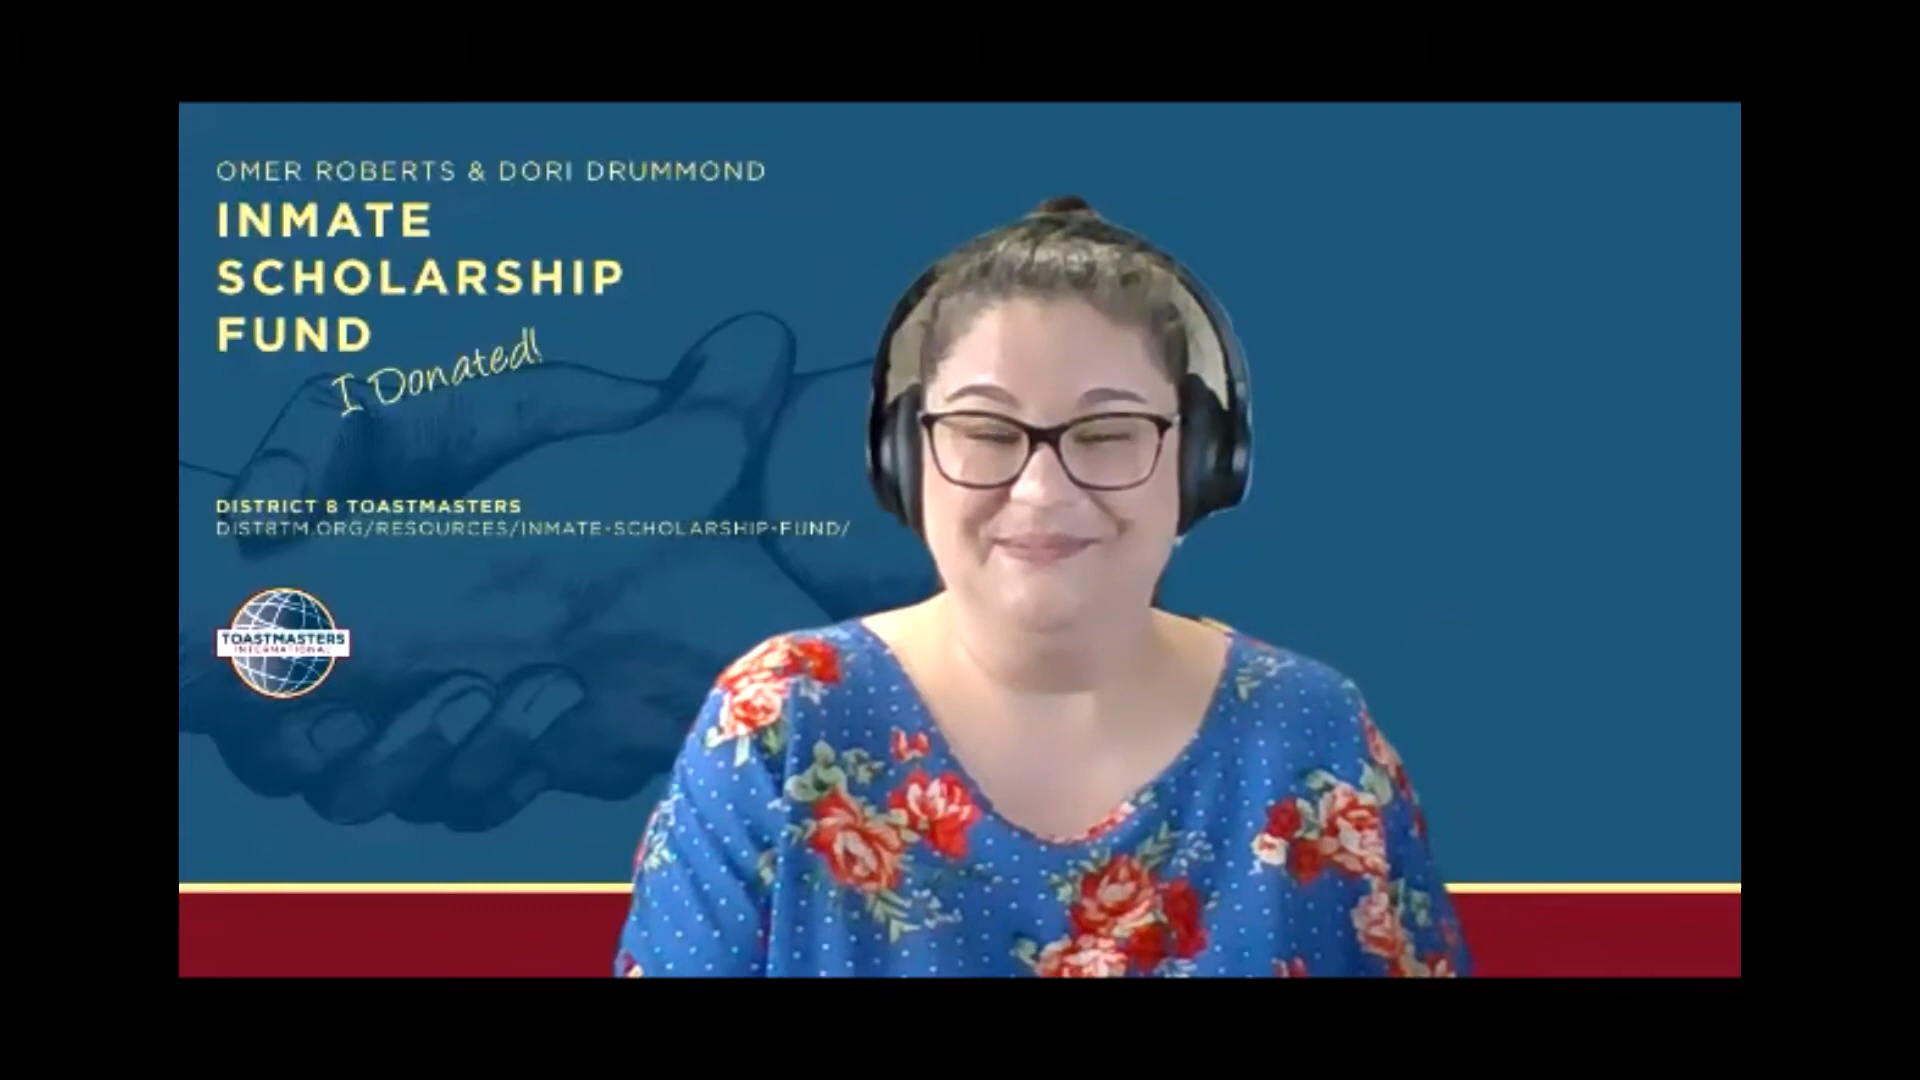 OMER ROBERTS & DORI DRUMMOND
INMATE
SCHOLARSHIP
FUND
I Donated!
DISTRICT 8 TOASTMASTERS
DIST8TM.ORG/RESOURCES/INMATE-SCHOLARSHIP-FUND/
TOASTMASTERS
INTERNATIONAL